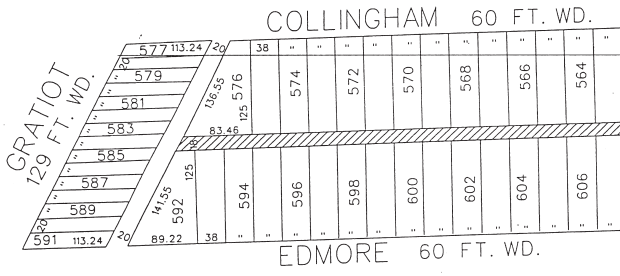 COLLINGHAM 60 FT. WD.
577 113.24 20 38 " " " " " " " " " " " "
20
579
" 581
" 583
" 585
" 587
" 589
20
591 113.24 20
GRATIOT
129 FT. WD.
136.55 576 574 572 570 568 566 564
125
83.46
18
125
141.55 592 594 596 598 600 602 604 606
89.22 38 " " " " " " " " " " " " " "
EDMORE 60 FT. WD.